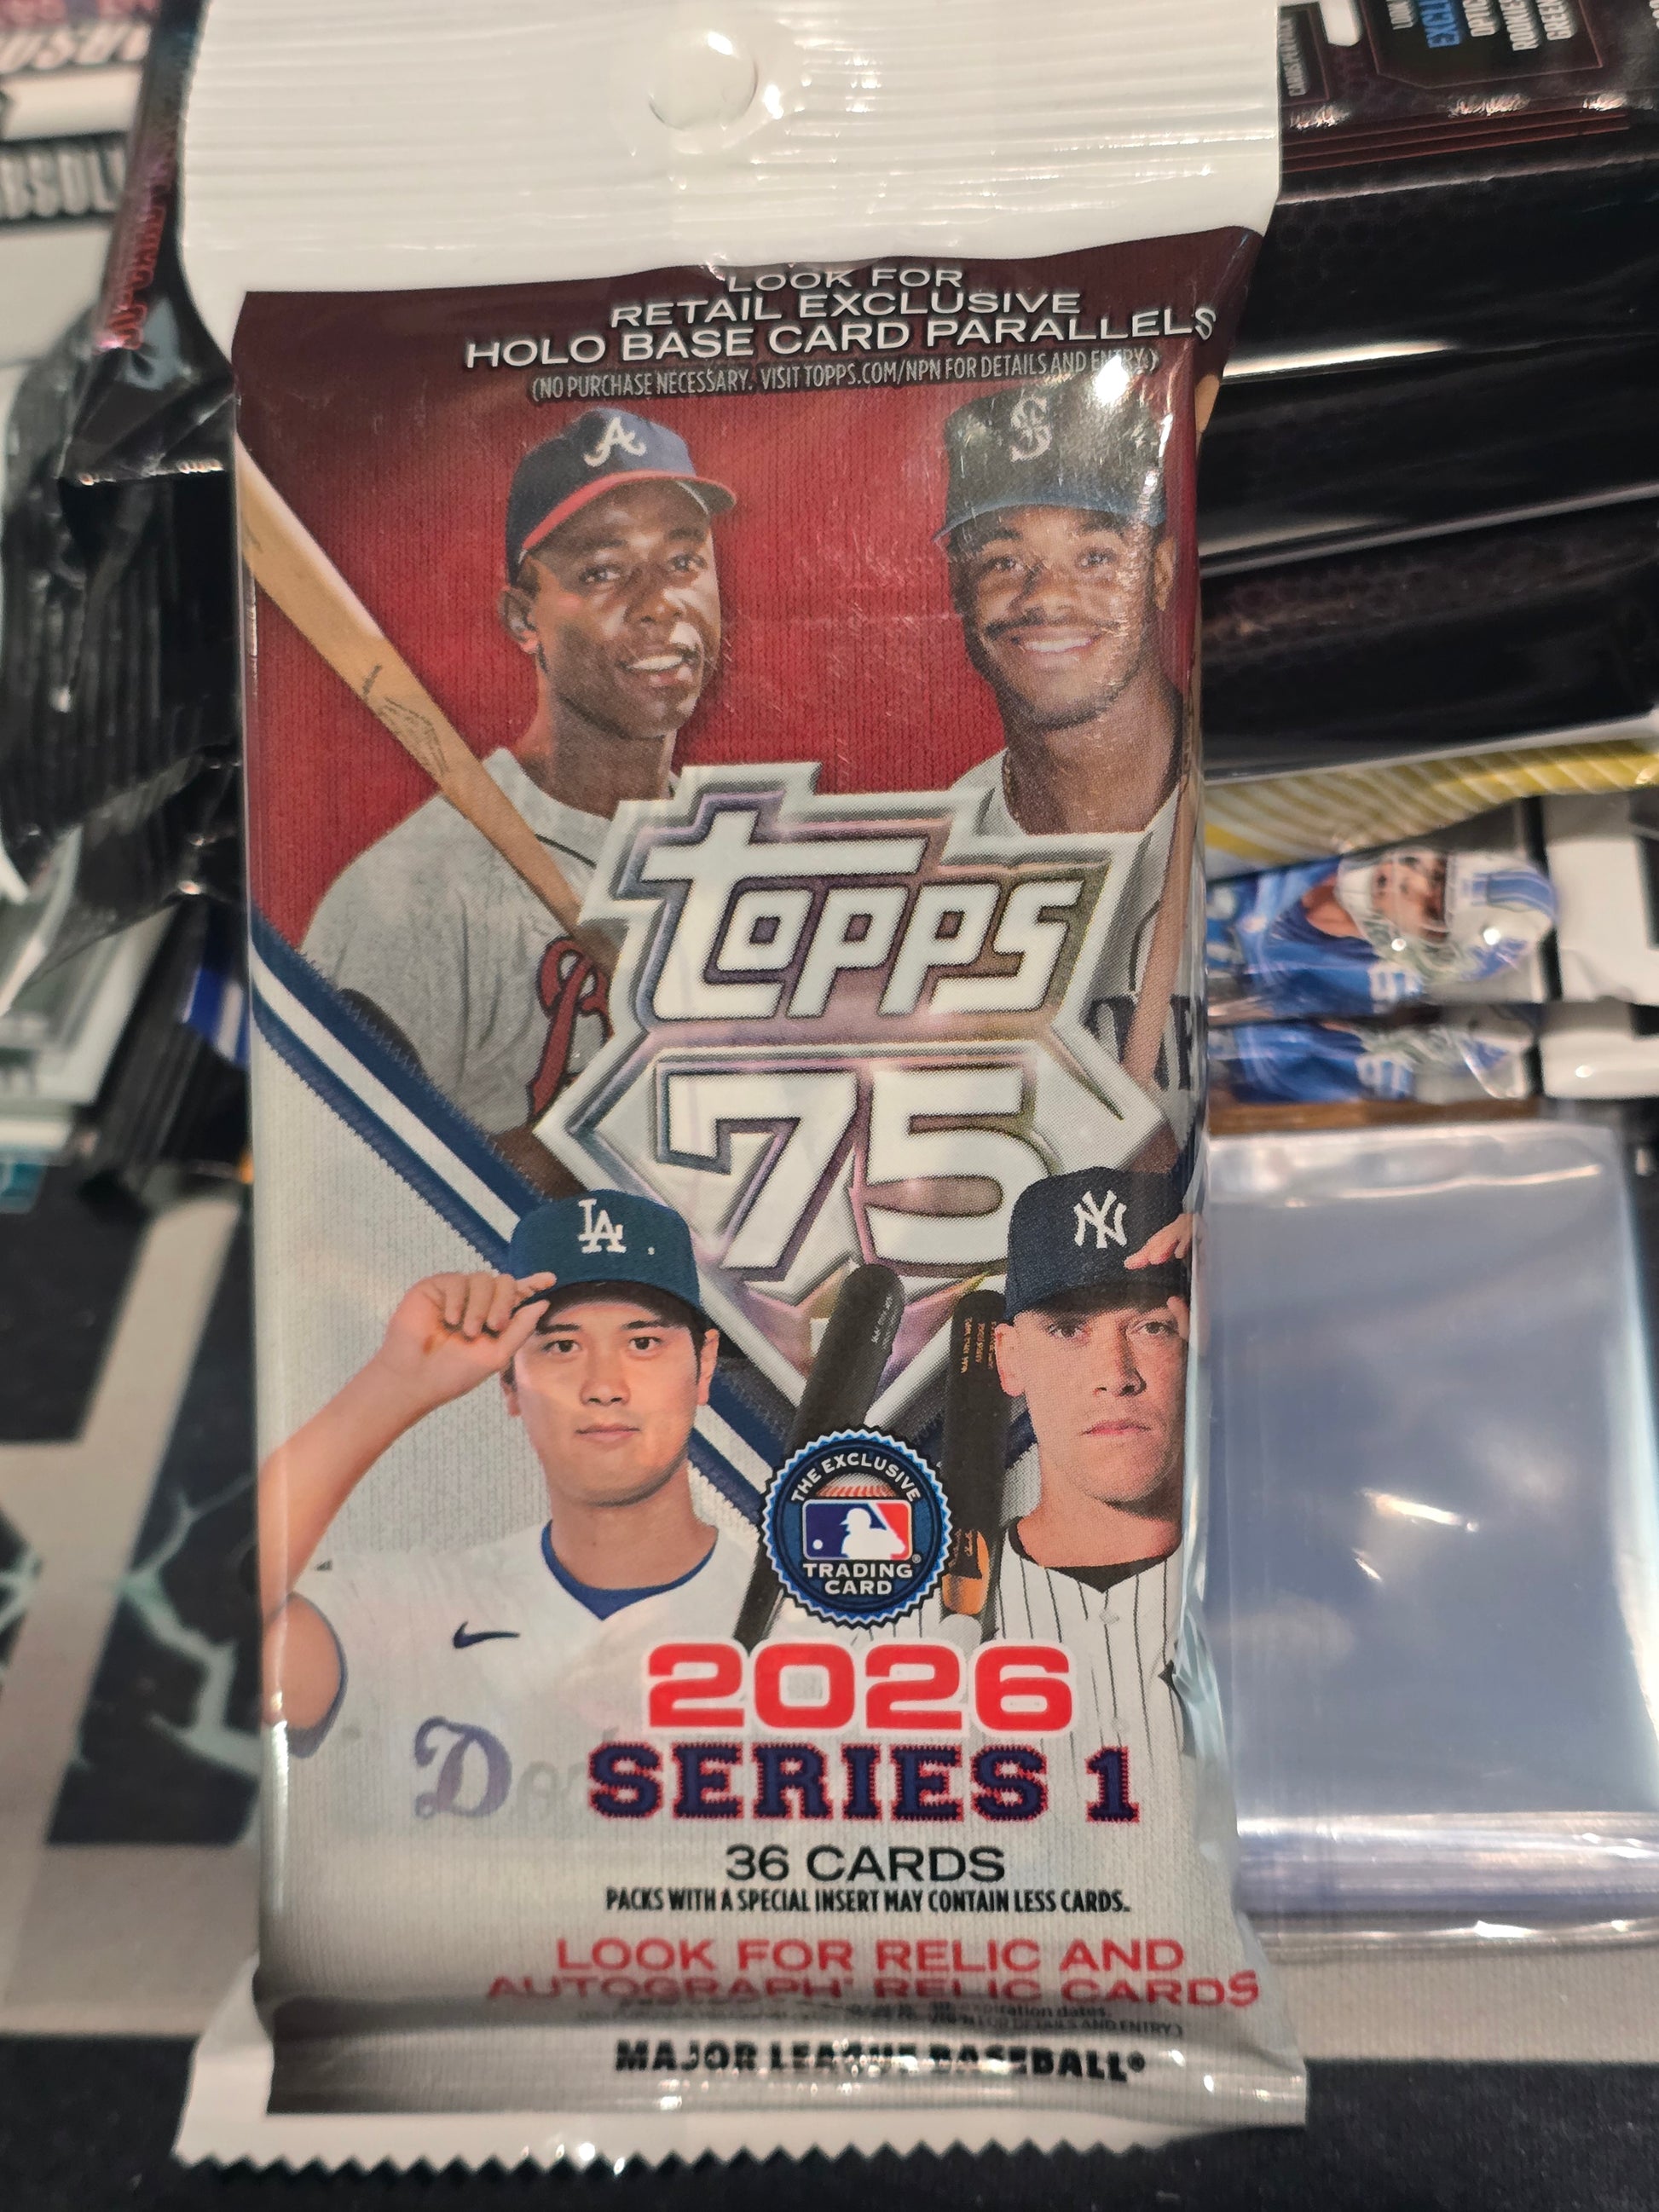 LOOK FOR
RETAIL EXCLUSIVE
HOLO BASE CARD PARALLELS
(NO PURCHASE NECESSARY. VISIT TOPPS.COM/NPN FOR DETAILS AND ENTRY.)
A
S
topps
75
B
LA
NY
THE EXCLUSIVE
TRADING
CARD
D
2026
SERIES 1
36 CARDS
PACKS WITH A SPECIAL INSERT MAY CONTAIN LESS CARDS.
LOOK FOR RELIC AND
AUTOGRAPH RELIC CARDS
MAJOR LEAGUE BASEBALL®